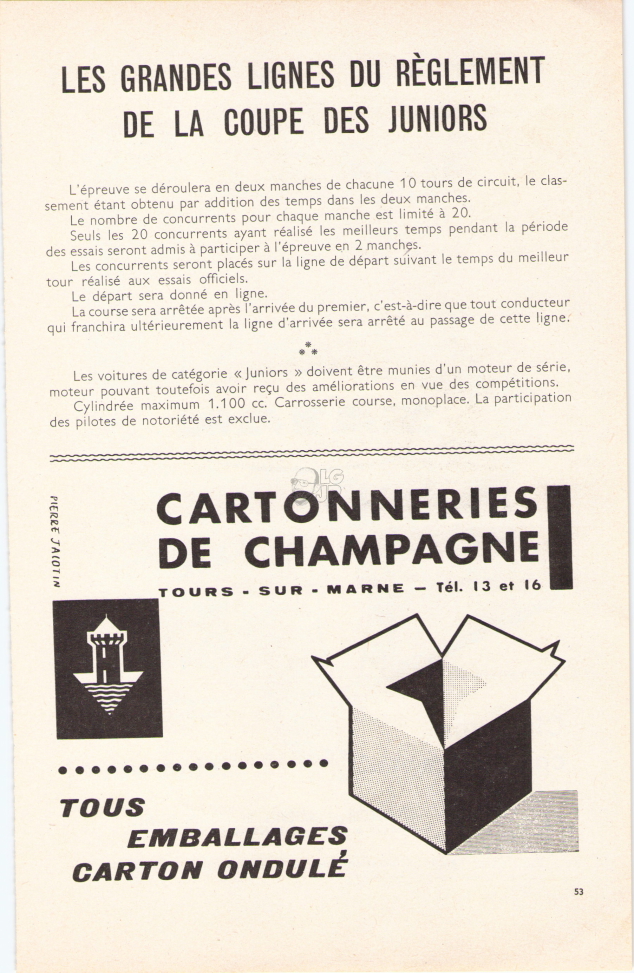 LES GRANDES LIGNES DU RÈGLEMENT
DE LA COUPE DES JUNIORS
L'épreuve se déroulera en deux manches de chacune 10 tours de circuit, le clas-
sement étant obtenu par addition des temps dans les deux manches.
Le nombre de concurrents pour chaque manche est limité à 20.
Seuls les 20 concurrents ayant réalisé les meilleurs temps pendant la période
des essais seront admis à participer à l'épreuve en 2 manches.
Les concurrents seront placés sur la ligne de départ suivant le temps du meilleur
tour réalisé aux essais officiels.
Le départ sera donné en ligne.
La course sera arrêtée après l'arrivée du premier, c'est-à-dire que tout conducteur
qui franchira ultérieurement la ligne d'arrivée sera arrêté au passage de cette ligne.
Les voitures de catégorie « Juniors » doivent être munies d'un moteur de série,
moteur pouvant toutefois avoir reçu des améliorations en vue des compétitions.
Cylindrée maximum 1.100 cc. Carrosserie course, monoplace. La participation
des pilotes de notoriété est exclue.
PIERRE JALOTIN
CARTONNERIES
DE CHAMPAGNE
TOURS - SUR - MARNE — Tél. 13 et 16
TOUS
EMBALLAGES
CARTON ONDULÉ
53